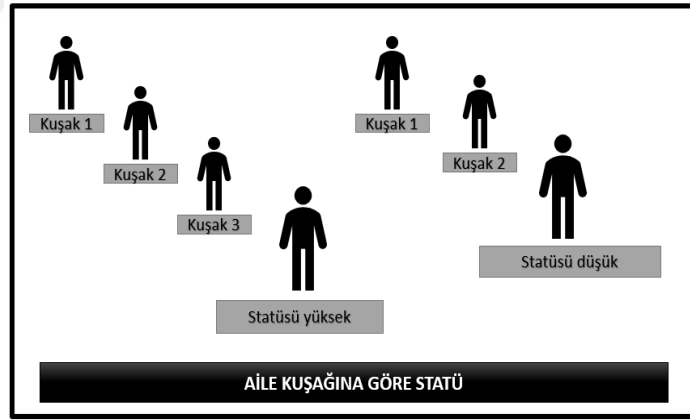 Kuşak 1
Kuşak 2
Kuşak 3
Statüsü yüksek
Kuşak 1
Kuşak 2
Statüsü düşük
AİLE KUŞAĞINA GÖRE STATÜ